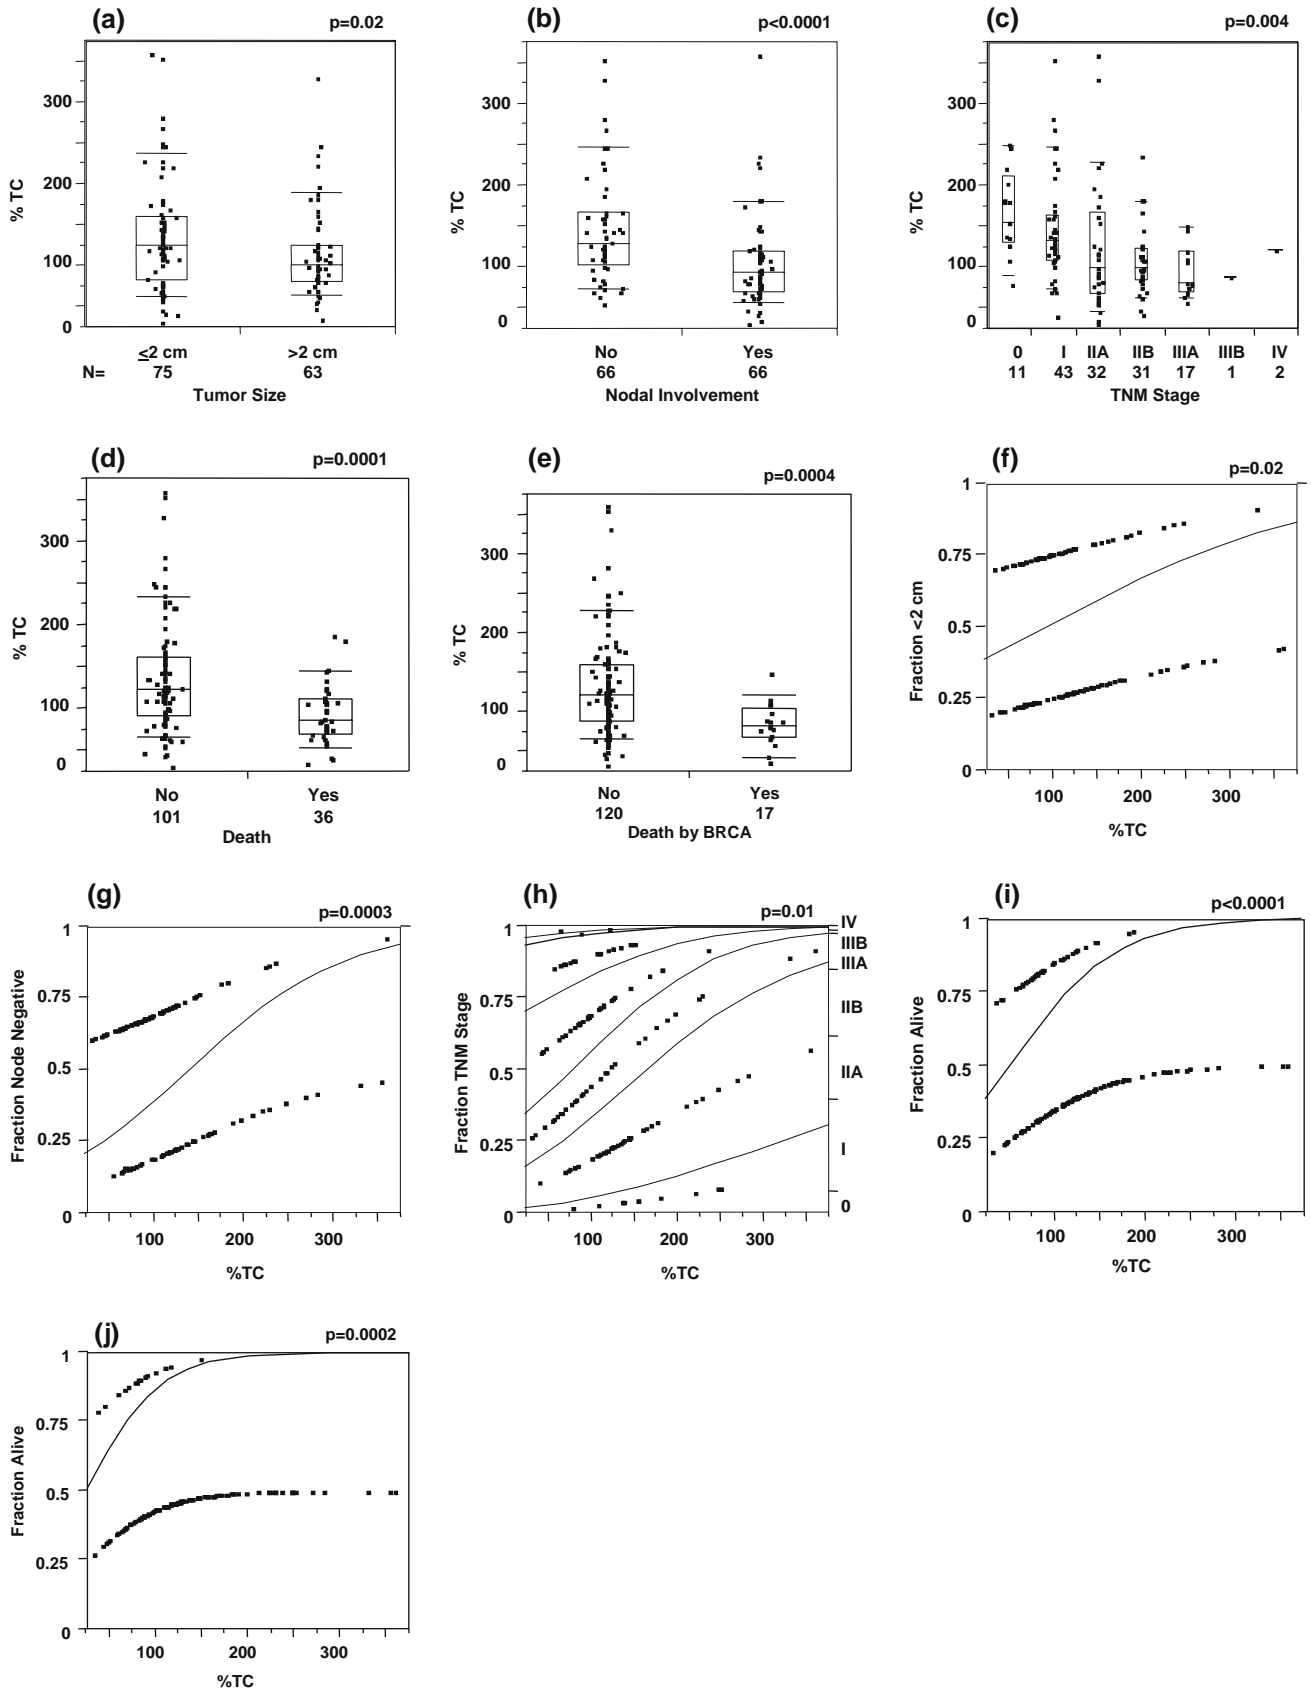 (a)
p=0.02
% TC
300
200
100
0
≤2 cm >2 cm
N= 75 63
Tumor Size
(b)
p<0.0001
% TC
300
200
100
0
No Yes
66 66
Nodal Involvement
(c)
p=0.004
% TC
300
200
100
0
0 I IIA IIB IIIA IIIB IV
11 43 32 31 17 1 2
TNM Stage
(d)
p=0.0001
% TC
300
200
100
0
No Yes
101 36
Death
(e)
p=0.0004
% TC
300
200
100
0
No Yes
120 17
Death by BRCA
(f)
p=0.02
Fraction <2 cm
1
0.75
0.5
0.25
0
100 200 300
%TC
(g)
p=0.0003
Fraction Node Negative
1
0.75
0.5
0.25
0
100 200 300
%TC
(h)
p=0.01
Fraction TNM Stage
1
0.75
0.5
0.25
0
IV
IIIB
IIIA
IIB
IIA
I
0
100 200 300
%TC
(i)
p<0.0001
Fraction Alive
1
0.75
0.5
0.25
0
100 200 300
%TC
(j)
p=0.0002
Fraction Alive
1
0.75
0.5
0.25
0
100 200 300
%TC